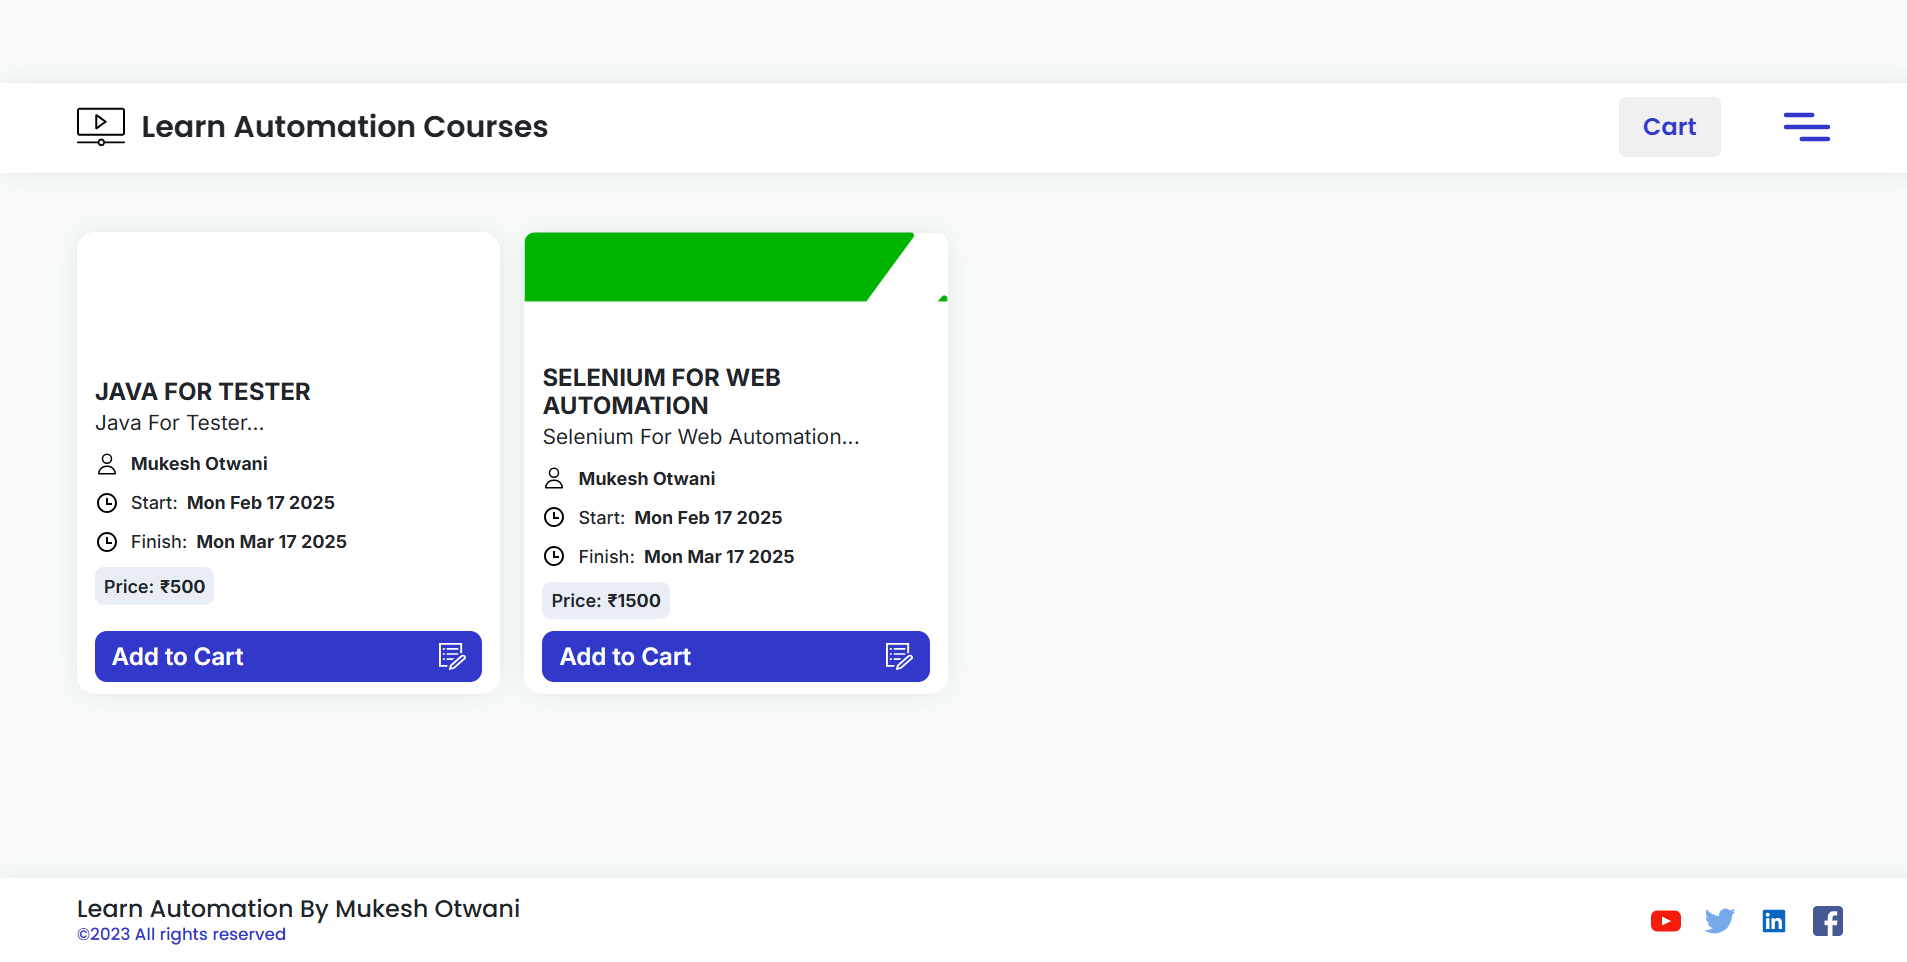 Learn Automation Courses
Cart
JAVA FOR TESTER
Java For Tester...
Mukesh Otwani
Start: Mon Feb 17 2025
Finish: Mon Mar 17 2025
Price: ₹500
Add to Cart
SELENIUM FOR WEB
AUTOMATION
Selenium For Web Automation...
Mukesh Otwani
Start: Mon Feb 17 2025
Finish: Mon Mar 17 2025
Price: ₹1500
Add to Cart
Learn Automation By Mukesh Otwani
©2023 All rights reserved